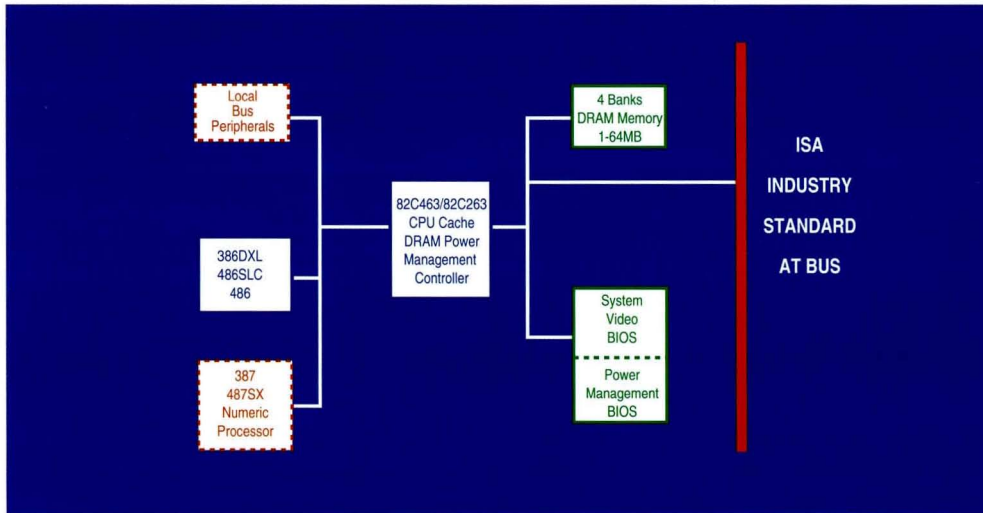 Local
Bus
Peripherals
386DXL
486SLC
486
387
487SX
Numeric
Processor
82C463/82C263
CPU Cache
DRAM Power
Management
Controller
4 Banks
DRAM Memory
1-64MB
System
Video
BIOS
Power
Management
BIOS
ISA
INDUSTRY
STANDARD
AT BUS